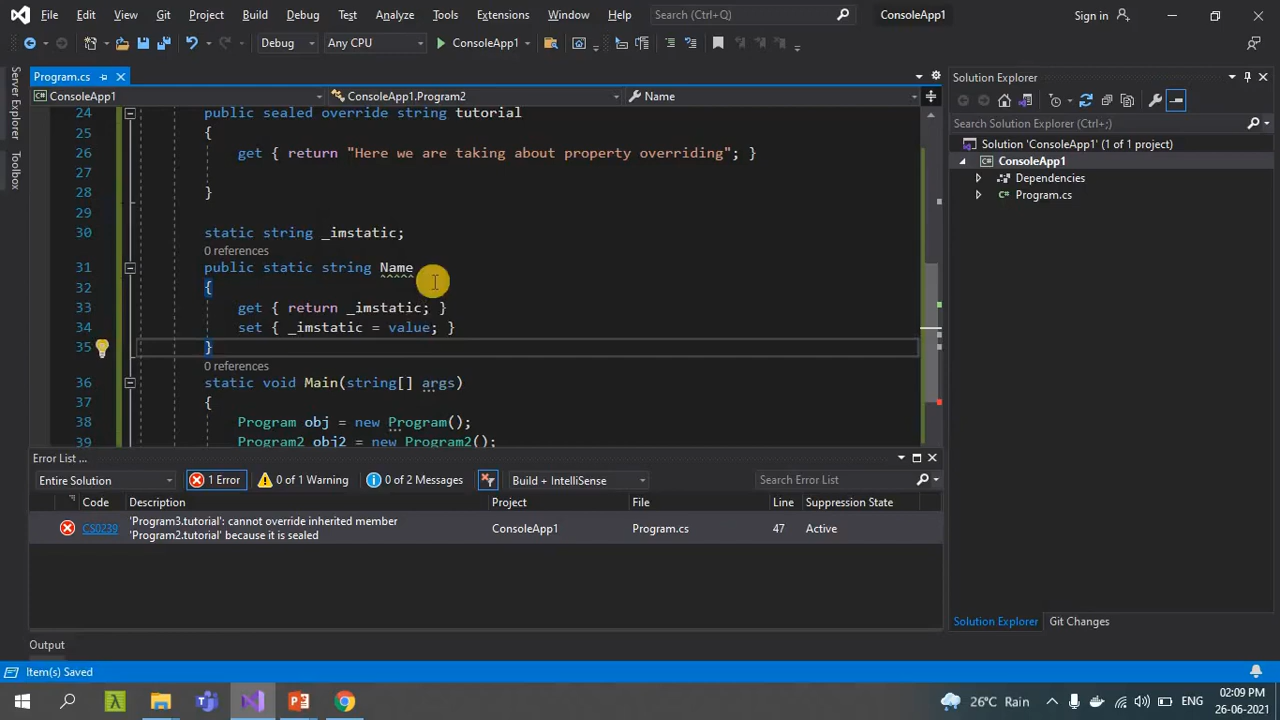 File Edit View Git Project Build Debug Test Analyze Tools Extensions Window Help Search (Ctrl+Q) ConsoleApp1 Sign in
Debug Any CPU ConsoleApp1
Program.cs
ConsoleApp1 ConsoleApp1.Program2 Name
24 public sealed override string tutorial
25 {
26 get { return "Here we are taking about property overriding"; }
27
28 }
29
30 static string _imstatic;
0 references
31 public static string Name
32 {
33 get { return _imstatic; }
34 set { _imstatic = value; }
35 }
0 references
36 static void Main(string[] args)
37 {
38 Program obj = new Program();
39 Program2 obj2 = new Program2();
Error List ...
Entire Solution 1 Error 0 of 1 Warning 0 of 2 Messages Build + IntelliSense Search Error List
Code Description Project File Line Suppression State
CS0239 'Program3.tutorial': cannot override inherited member 'Program2.tutorial' because it is sealed ConsoleApp1 Program.cs 47 Active
Output
Item(s) Saved
Server Explorer
Toolbox
Solution Explorer
Search Solution Explorer (Ctrl+;)
Solution 'ConsoleApp1' (1 of 1 project)
ConsoleApp1
Dependencies
C# Program.cs
Solution Explorer Git Changes
26°C Rain ENG 02:09 PM
26-06-2021